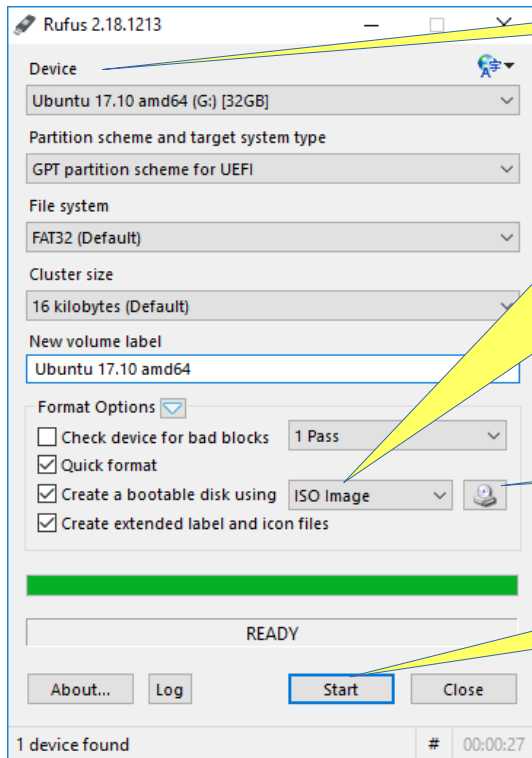 Rufus 2.18.1213
Device
Ubuntu 17.10 amd64 (G:) [32GB]
Partition scheme and target system type
GPT partition scheme for UEFI
File system
FAT32 (Default)
Cluster size
16 kilobytes (Default)
New volume label
Ubuntu 17.10 amd64
Format Options
Check device for bad blocks 1 Pass
Quick format
Create a bootable disk using ISO Image
Create extended label and icon files
READY
About... Log Start Close
1 device found # 00:00:27